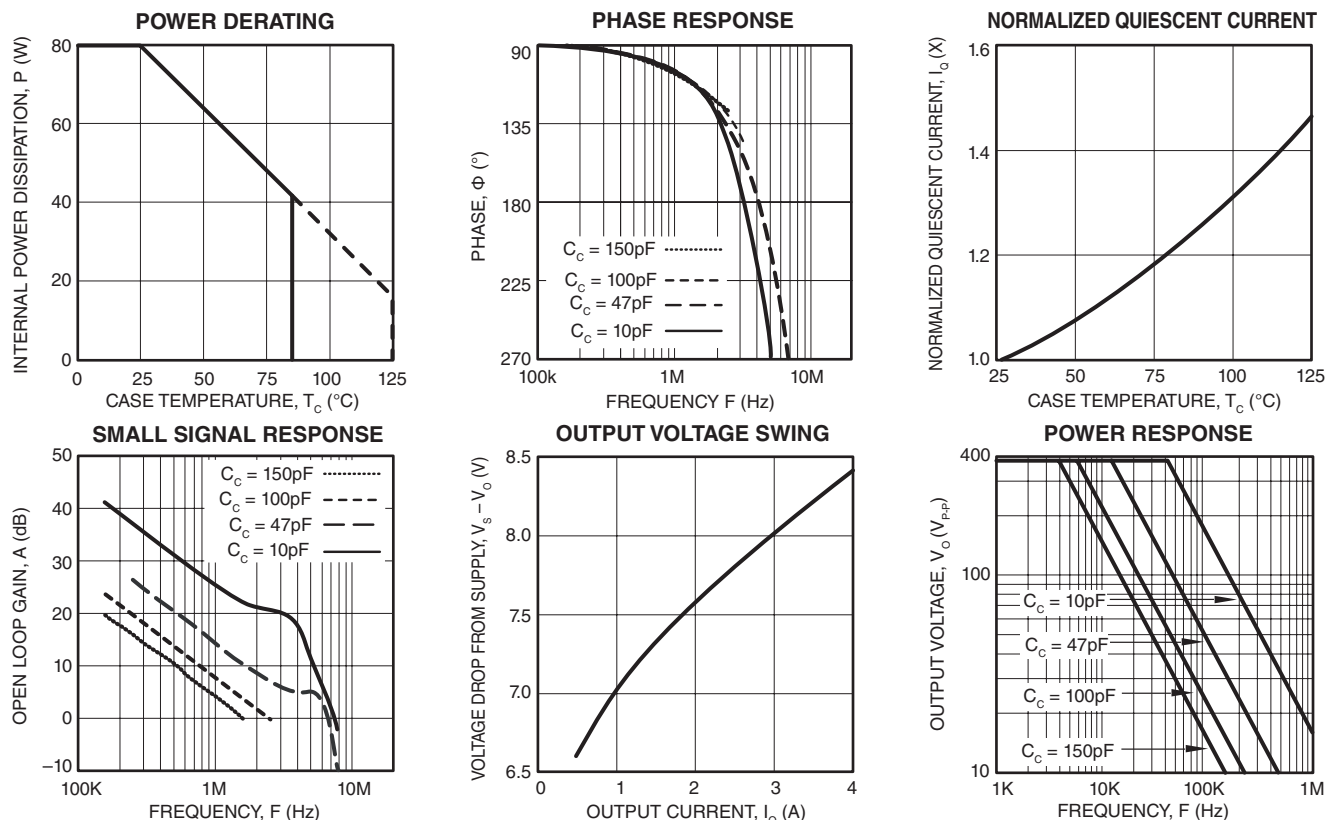 POWER DERATING
INTERNAL POWER DISSIPATION, P (W)
80
60
40
20
0
0 25 50 75 100 125
CASE TEMPERATURE, T_C (°C)
PHASE RESPONSE
PHASE, Φ (°)
90
135
180
225
270
C_C = 150pF
C_C = 100pF
C_C = 47pF
C_C = 10pF
100k 1M 10M
FREQUENCY F (Hz)
NORMALIZED QUIESCENT CURRENT
NORMALIZED QUIESCENT CURRENT, I_Q (X)
1.6
1.4
1.2
1.0
25 50 75 100 125
CASE TEMPERATURE, T_C (°C)
SMALL SIGNAL RESPONSE
OPEN LOOP GAIN, A (dB)
50
40
30
20
10
0
–10
C_C = 150pF
C_C = 100pF
C_C = 47pF
C_C = 10pF
100K 1M 10M
FREQUENCY, F (Hz)
OUTPUT VOLTAGE SWING
VOLTAGE DROP FROM SUPPLY, V_S – V_O (V)
8.5
8.0
7.5
7.0
6.5
0 1 2 3 4
OUTPUT CURRENT, I_O (A)
POWER RESPONSE
OUTPUT VOLTAGE, V_O (V_P-P)
400
100
10
C_C = 10pF
C_C = 47pF
C_C = 100pF
C_C = 150pF
1K 10K 100K 1M
FREQUENCY, F (Hz)